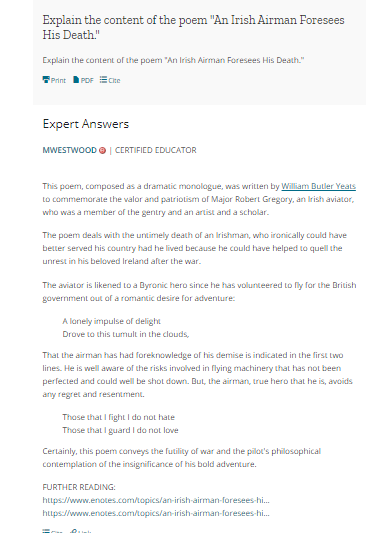 Explain the content of the poem "An Irish Airman Foresees
His Death."
Explain the content of the poem "An Irish Airman Foresees His Death."
Print PDF Cite
Expert Answers
MWESTWOOD | CERTIFIED EDUCATOR
This poem, composed as a dramatic monologue, was written by William Butler Yeats
to commemorate the valor and patriotism of Major Robert Gregory, an Irish aviator,
who was a member of the gentry and an artist and a scholar.
The poem deals with the untimely death of an Irishman, who ironically could have
better served his country had he lived because he could have helped to quell the
unrest in his beloved Ireland after the war.
The aviator is likened to a Byronic hero since he has volunteered to fly for the British
government out of a romantic desire for adventure:
A lonely impulse of delight
Drove to this tumult in the clouds,
That the airman has had foreknowledge of his demise is indicated in the first two
lines. He is well aware of the risks involved in flying machinery that has not been
perfected and could well be shot down. But, the airman, true hero that he is, avoids
any regret and resentment.
Those that I fight I do not hate
Those that I guard I do not love
Certainly, this poem conveys the futility of war and the pilot's philosophical
contemplation of the insignificance of his bold adventure.
FURTHER READING:
https://www.enotes.com/topics/an-irish-airman-foresees-hi...
https://www.enotes.com/topics/an-irish-airman-foresees-hi...